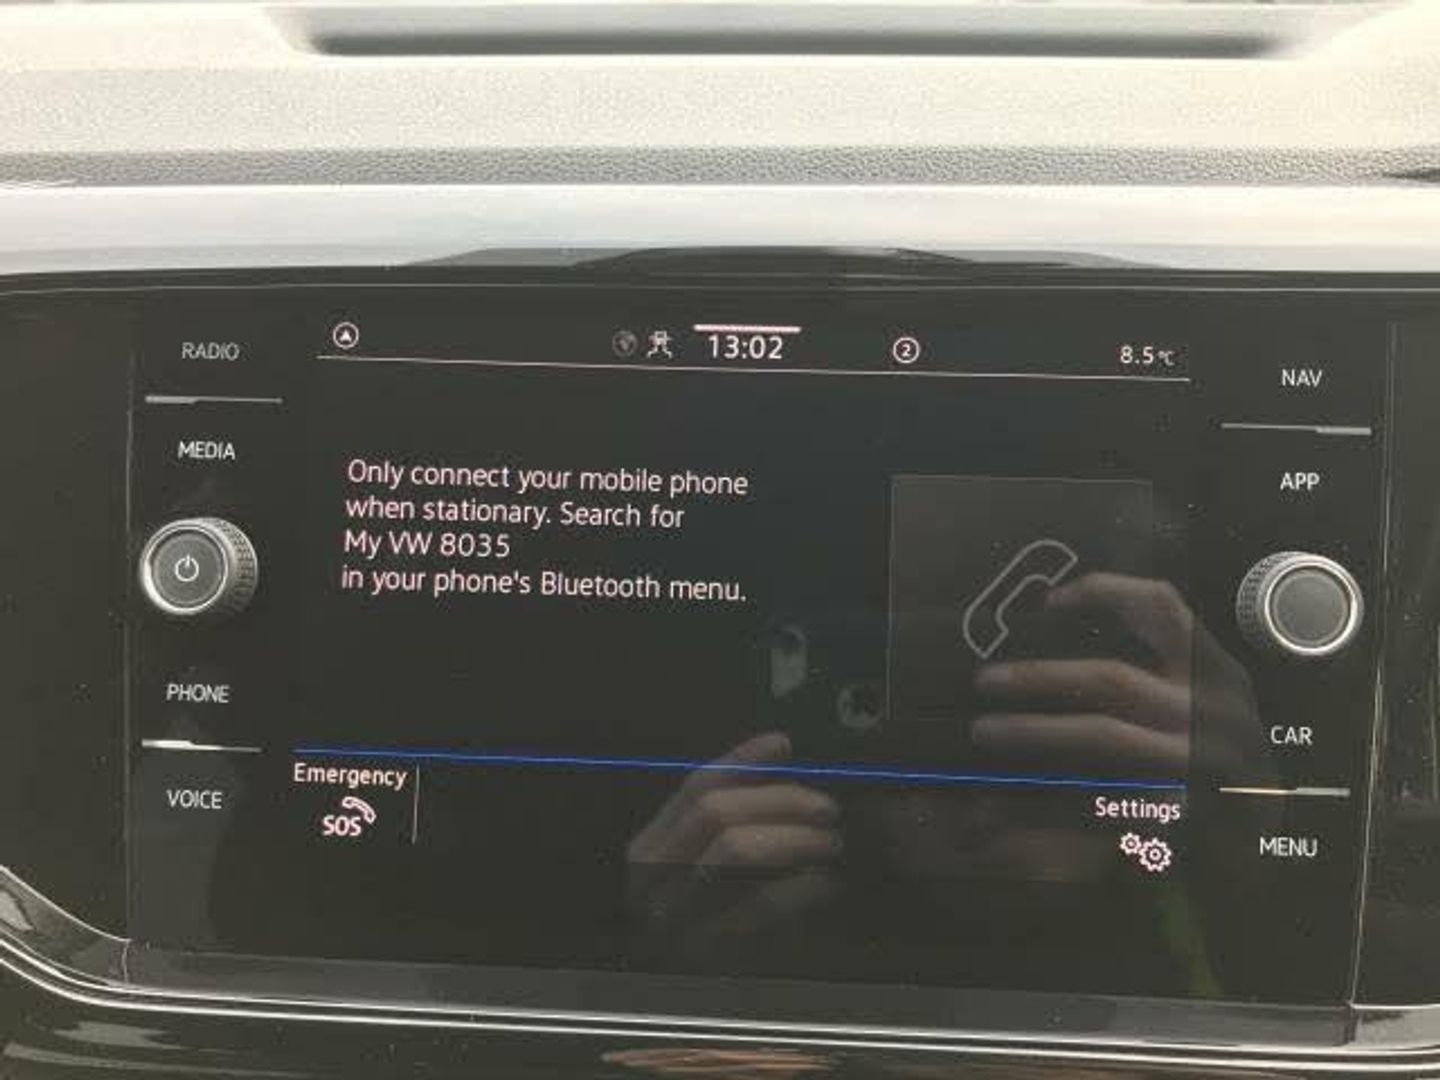 RADIO
MEDIA
PHONE
VOICE
13:02
2
8.5°C
Only connect your mobile phone
when stationary. Search for
My VW 8035
in your phone's Bluetooth menu.
Emergency
SOS
Settings
NAV
APP
CAR
MENU